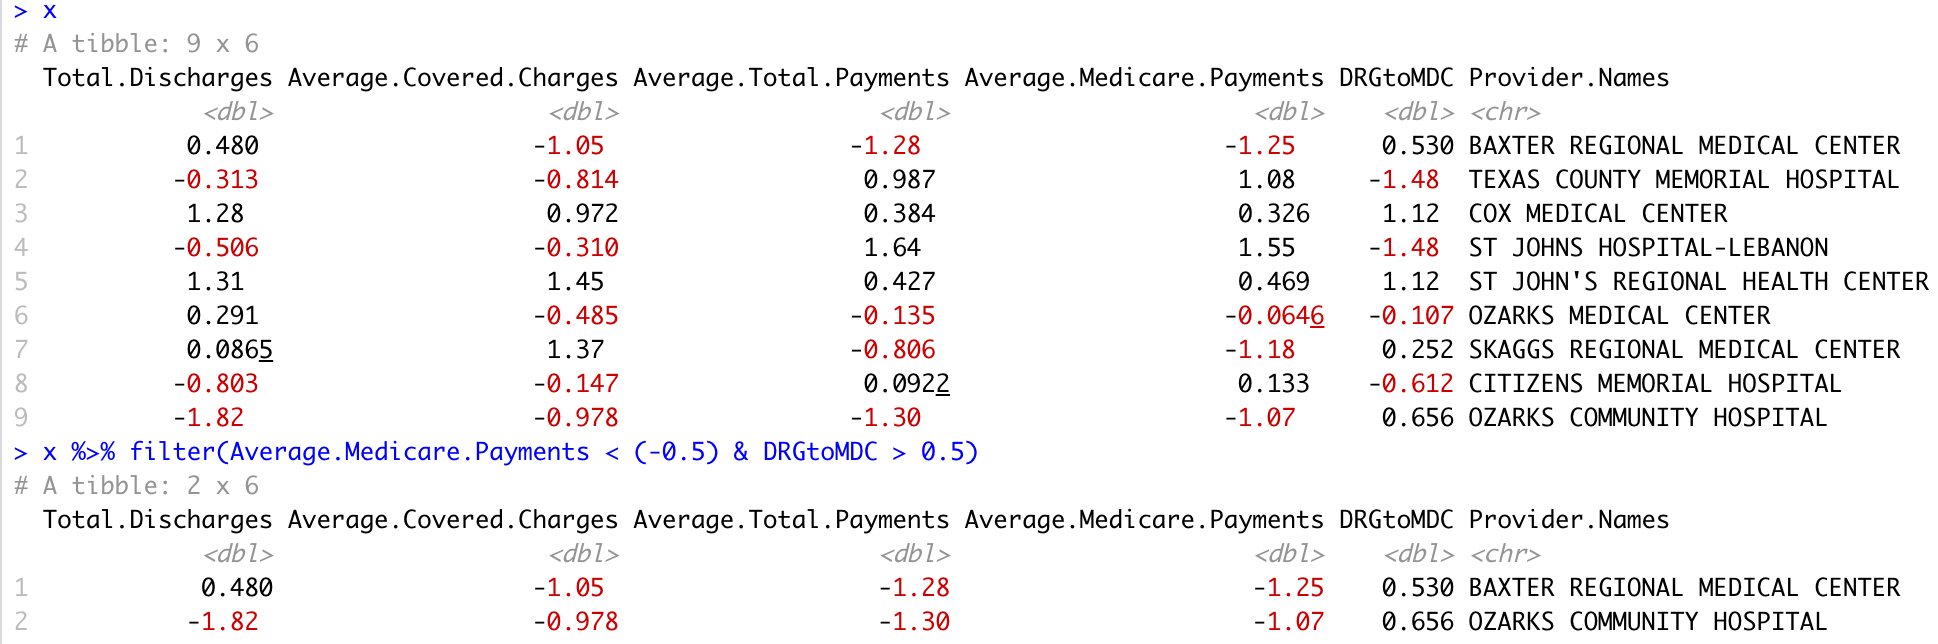 > x
# A tibble: 9 x 6
  Total.Discharges Average.Covered.Charges Average.Total.Payments Average.Medicare.Payments DRGtoMDC Provider.Names
             <dbl>                   <dbl>                  <dbl>                     <dbl>    <dbl> <chr>
1           0.480                   -1.05                 -1.28                     -1.25      0.530 BAXTER REGIONAL MEDICAL CENTER
2          -0.313                   -0.814                 0.987                     1.08     -1.48  TEXAS COUNTY MEMORIAL HOSPITAL
3           1.28                     0.972                 0.384                     0.326     1.12  COX MEDICAL CENTER
4          -0.506                   -0.310                 1.64                      1.55     -1.48  ST JOHNS HOSPITAL-LEBANON
5           1.31                     1.45                  0.427                     0.469     1.12  ST JOHN'S REGIONAL HEALTH CENTER
6           0.291                   -0.485                -0.135                    -0.0646   -0.107 OZARKS MEDICAL CENTER
7           0.0865                   1.37                 -0.806                    -1.18      0.252 SKAGGS REGIONAL MEDICAL CENTER
8          -0.803                   -0.147                 0.0922                    0.133    -0.612 CITIZENS MEMORIAL HOSPITAL
9          -1.82                    -0.978                -1.30                     -1.07      0.656 OZARKS COMMUNITY HOSPITAL
> x %>% filter(Average.Medicare.Payments < (-0.5) & DRGtoMDC > 0.5)
# A tibble: 2 x 6
  Total.Discharges Average.Covered.Charges Average.Total.Payments Average.Medicare.Payments DRGtoMDC Provider.Names
             <dbl>                   <dbl>                  <dbl>                     <dbl>    <dbl> <chr>
1            0.480                  -1.05                   -1.28                     -1.25    0.530 BAXTER REGIONAL MEDICAL CENTER
2           -1.82                   -0.978                  -1.30                     -1.07    0.656 OZARKS COMMUNITY HOSPITAL